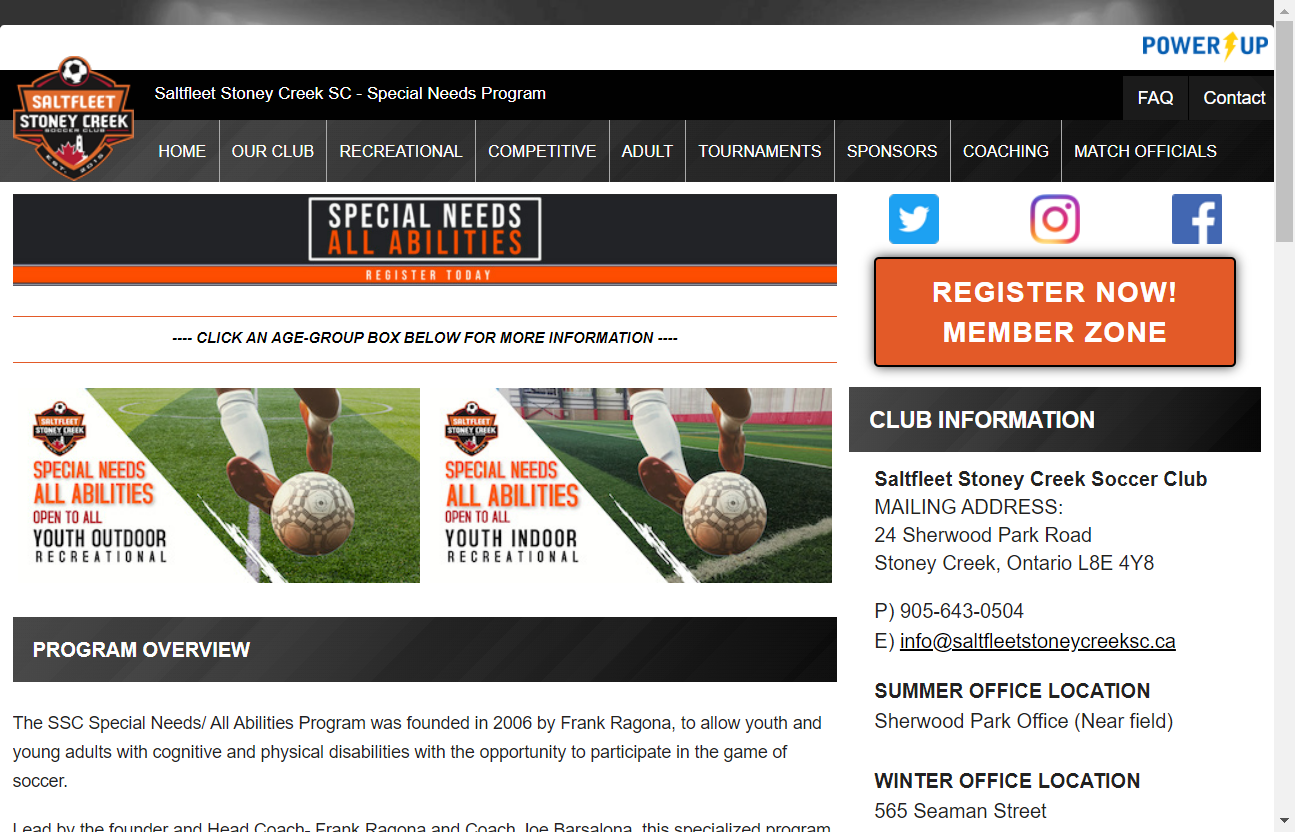 POWER UP
SALTFLEET
STONEY CREEK
SOCCER CLUB
EST. 2015
Saltfleet Stoney Creek SC - Special Needs Program
FAQ
Contact
HOME
OUR CLUB
RECREATIONAL
COMPETITIVE
ADULT
TOURNAMENTS
SPONSORS
COACHING
MATCH OFFICIALS
SPECIAL NEEDS
ALL ABILITIES
REGISTER TODAY
---- CLICK AN AGE-GROUP BOX BELOW FOR MORE INFORMATION ----
SALTFLEET
STONEY CREEK
SPECIAL NEEDS
ALL ABILITIES
OPEN TO ALL
YOUTH OUTDOOR
RECREATIONAL
SALTFLEET
STONEY CREEK
SPECIAL NEEDS
ALL ABILITIES
OPEN TO ALL
YOUTH INDOOR
RECREATIONAL
PROGRAM OVERVIEW
The SSC Special Needs/ All Abilities Program was founded in 2006 by Frank Ragona, to allow youth and
young adults with cognitive and physical disabilities with the opportunity to participate in the game of
soccer.
Lead by the founder and Head Coach- Frank Ragona and Coach Joe Barsalona, this specialized program
REGISTER NOW!
MEMBER ZONE
CLUB INFORMATION
Saltfleet Stoney Creek Soccer Club
MAILING ADDRESS:
24 Sherwood Park Road
Stoney Creek, Ontario L8E 4Y8
P) 905-643-0504
E) info@saltfleetstoneycreeksc.ca
SUMMER OFFICE LOCATION
Sherwood Park Office (Near field)
WINTER OFFICE LOCATION
565 Seaman Street